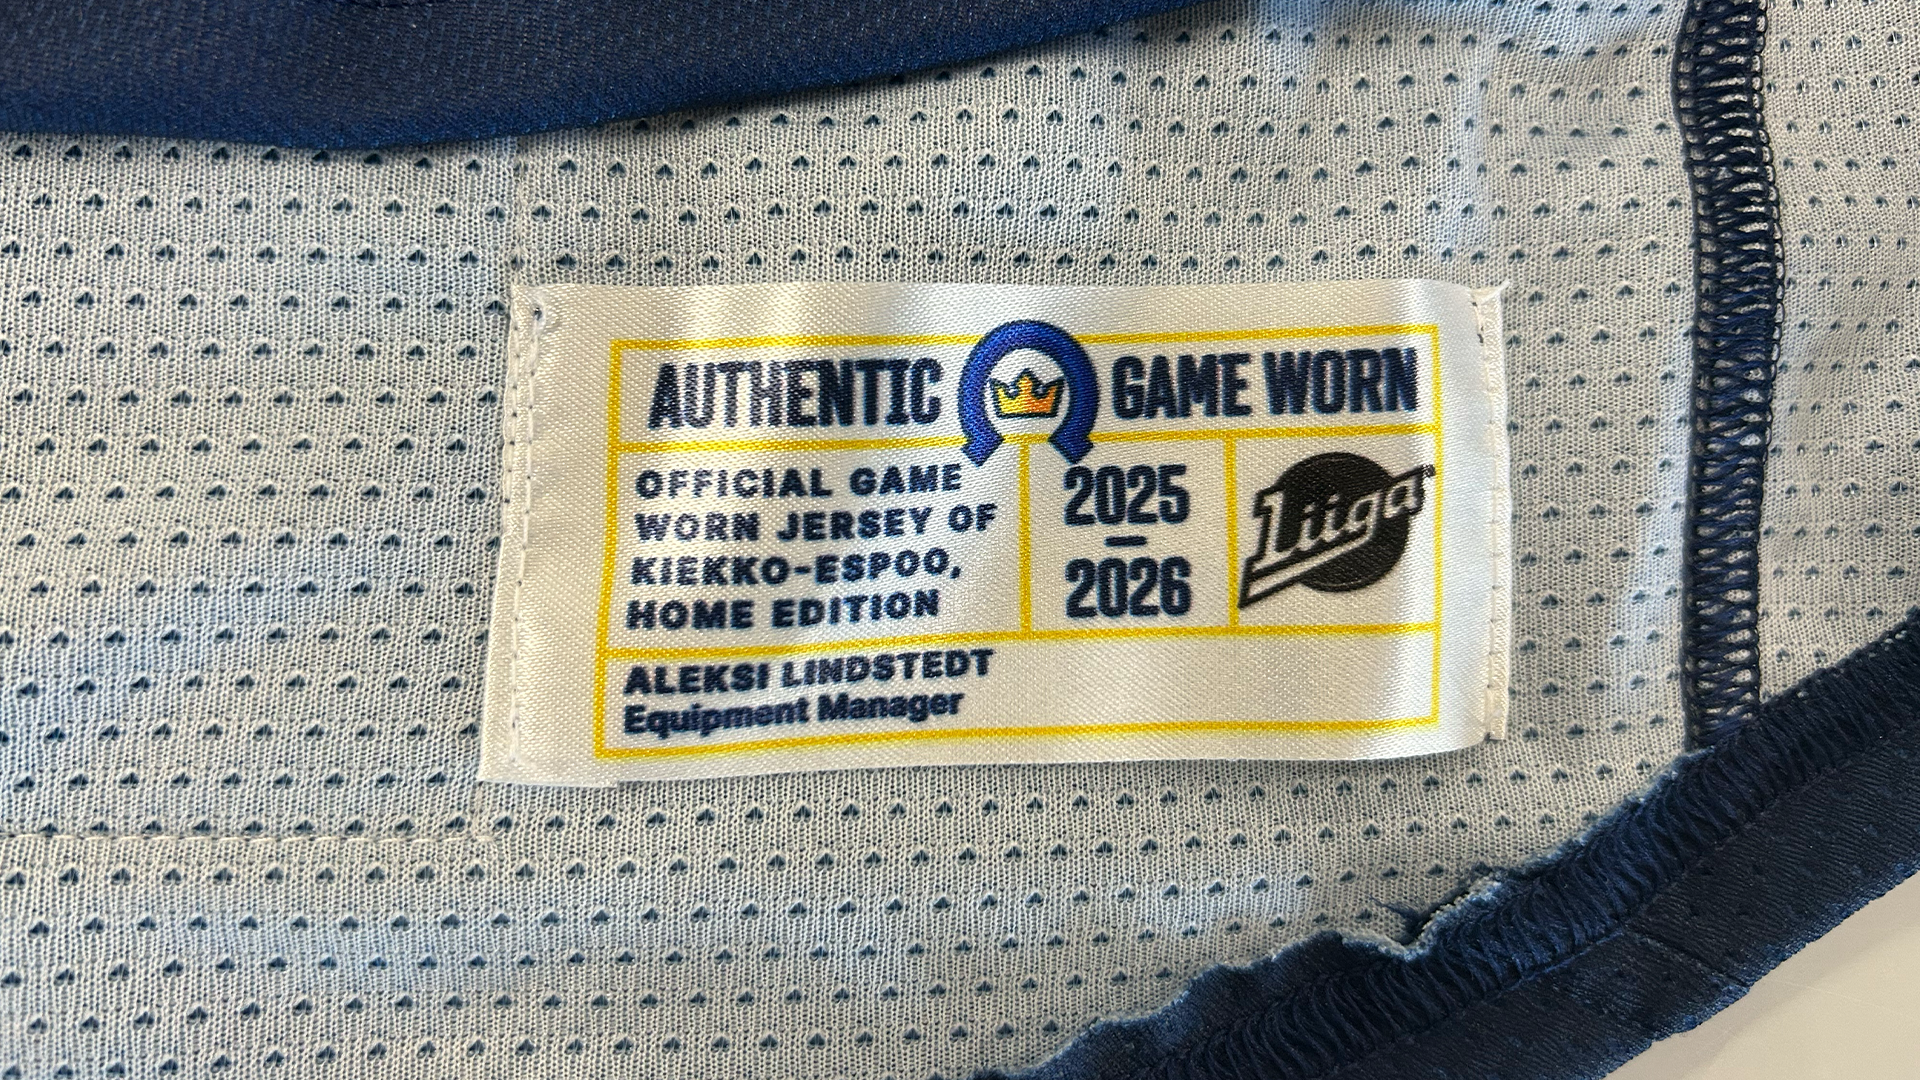 AUTHENTIC GAME WORN
OFFICIAL GAME
WORN JERSEY OF
KIEKKO-ESPOO,
HOME EDITION
2025
–
2026
Liiga
ALEKSI LINDSTEDT
Equipment Manager